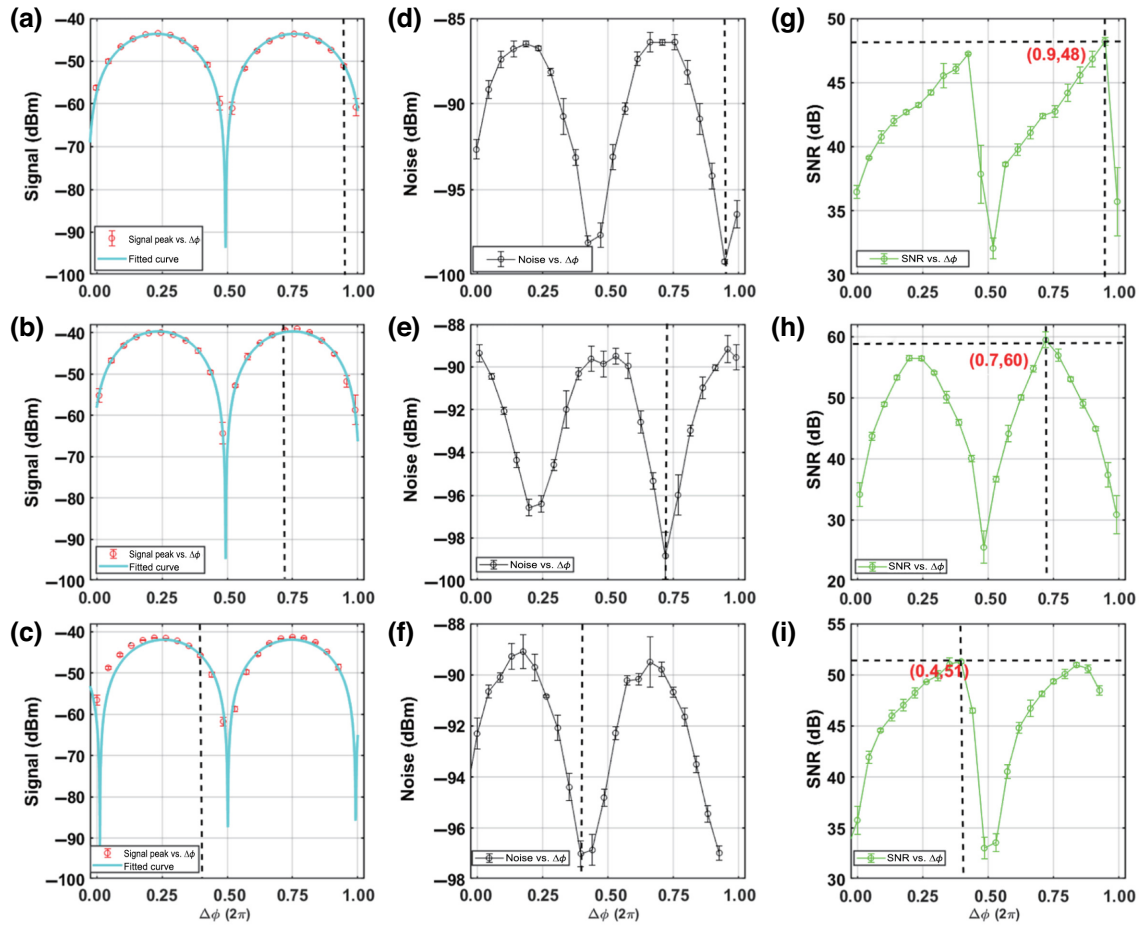 (a)
Signal (dBm)
−40
−50
−60
−70
−80
−90
−100
0.00 0.25 0.50 0.75 1.00
Signal peak vs. Δϕ
Fitted curve
(d)
Noise (dBm)
−85
−90
−95
−100
0.00 0.25 0.50 0.75 1.00
Noise vs. Δϕ
(g)
SNR (dB)
50
45
40
35
30
0.00 0.25 0.50 0.75 1.00
(0.9,48)
SNR vs. Δϕ
(b)
Signal (dBm)
−40
−50
−60
−70
−80
−90
−100
0.00 0.25 0.50 0.75 1.00
Signal peak vs. Δϕ
Fitted curve
(e)
Noise (dBm)
−88
−90
−92
−94
−96
−98
−100
0.00 0.25 0.50 0.75 1.00
Noise vs. Δϕ
(h)
SNR (dB)
60
50
40
30
20
0.00 0.25 0.50 0.75 1.00
(0.7,60)
SNR vs. Δϕ
(c)
Signal (dBm)
−40
−50
−60
−70
−80
−90
−100
0.00 0.25 0.50 0.75 1.00
Δϕ (2π)
Signal peak vs. Δϕ
Fitted curve
(f)
Noise (dBm)
−88
−90
−92
−94
−96
−98
0.00 0.25 0.50 0.75 1.00
Δϕ (2π)
Noise vs. Δϕ
(i)
SNR (dB)
55
50
45
40
35
30
0.00 0.25 0.50 0.75 1.00
Δϕ (2π)
(0.4,51)
SNR vs. Δϕ